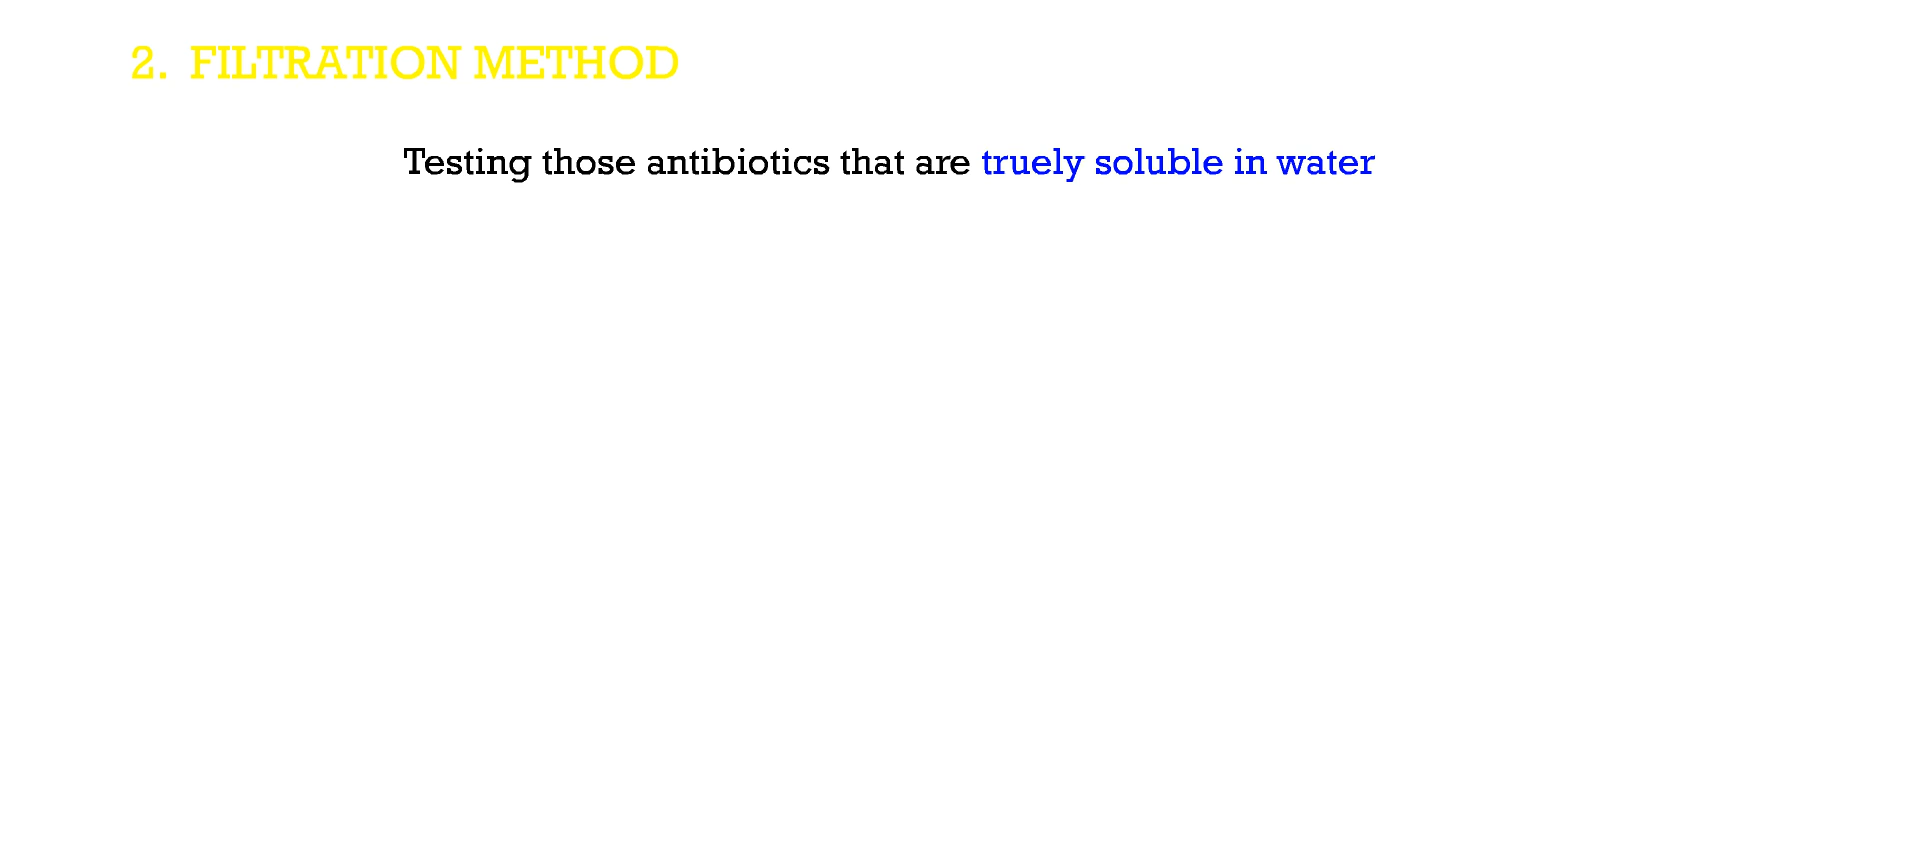 2. FILTRATION METHOD
Testing those antibiotics that are truely soluble in water